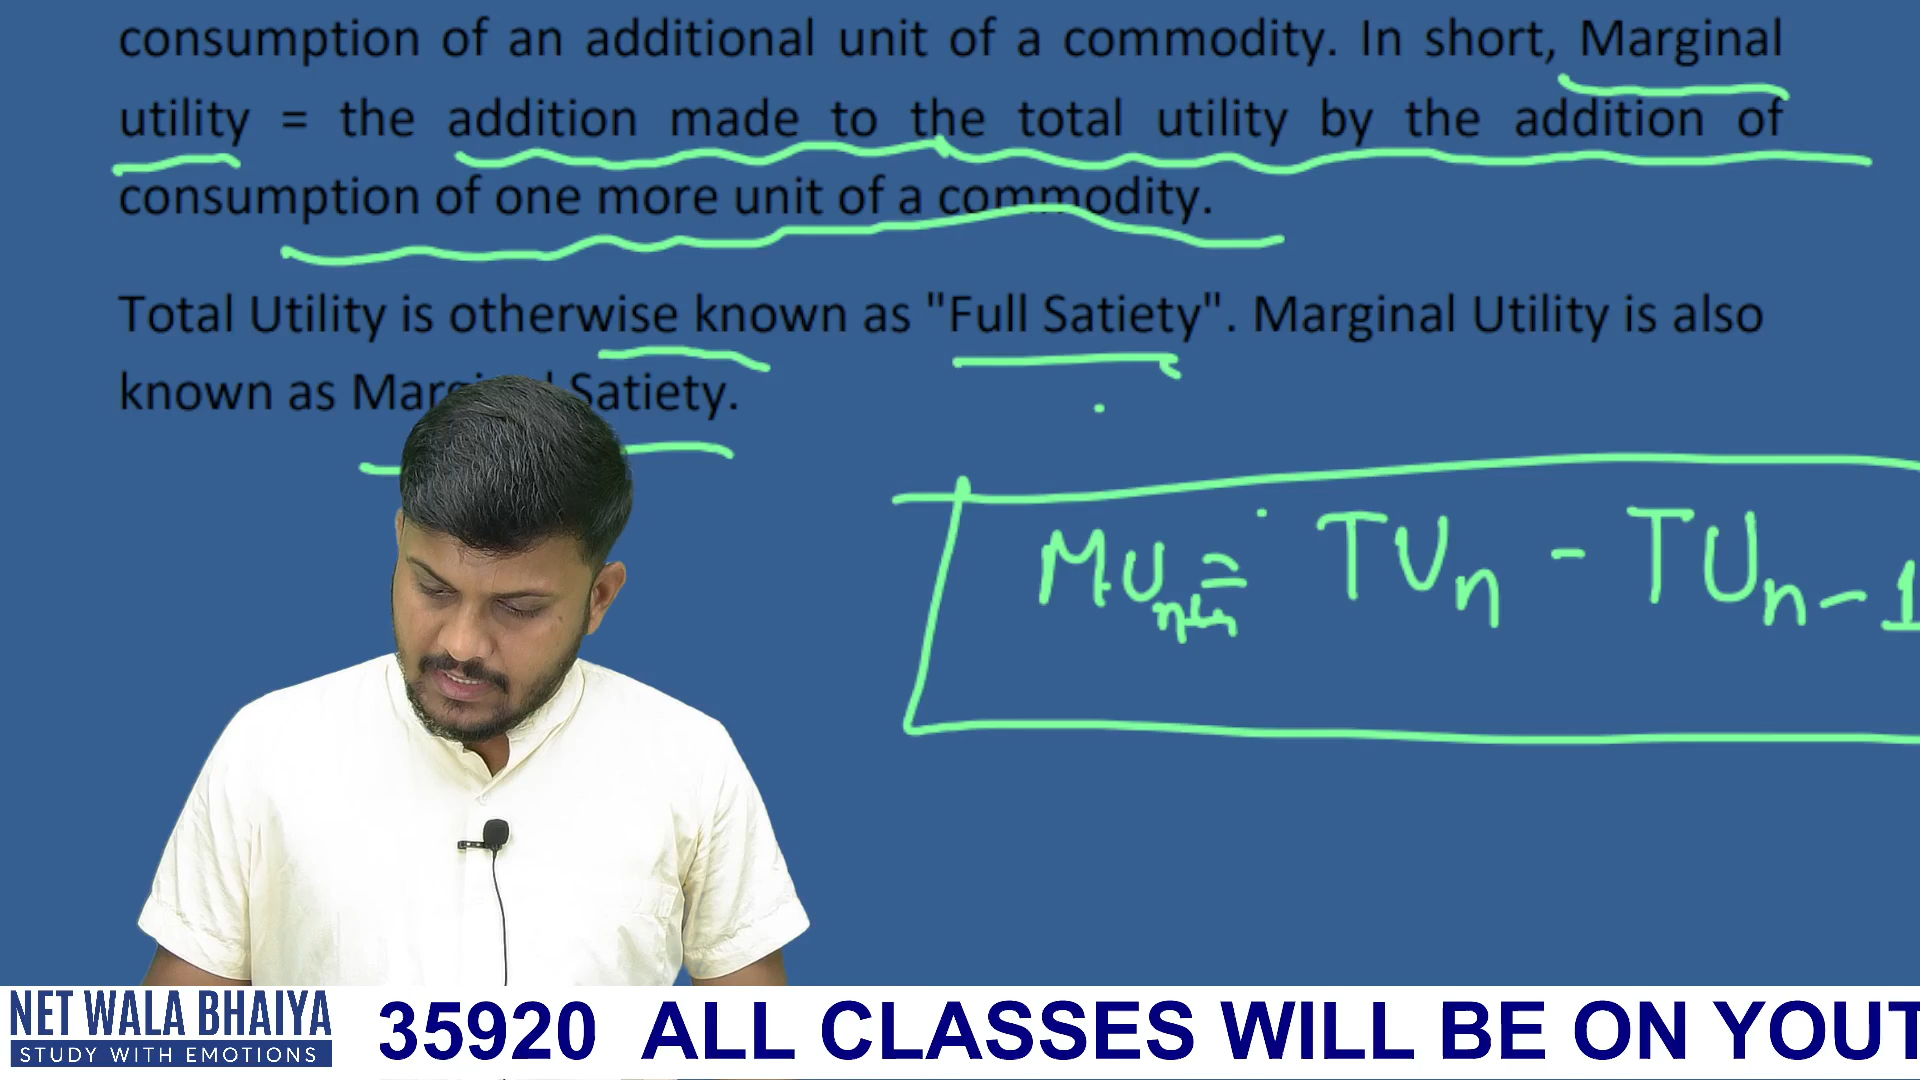 consumption of an additional unit of a commodity. In short, Marginal
utility = the addition made to the total utility by the addition of
consumption of one more unit of a commodity.
Total Utility is otherwise known as "Full Satiety". Marginal Utility is also
known as Satiety.
MU = TUn - TUn-1
NET WALA BHAIYA
STUDY WITH EMOTIONS
35920 ALL CLASSES WILL BE ON YOUT